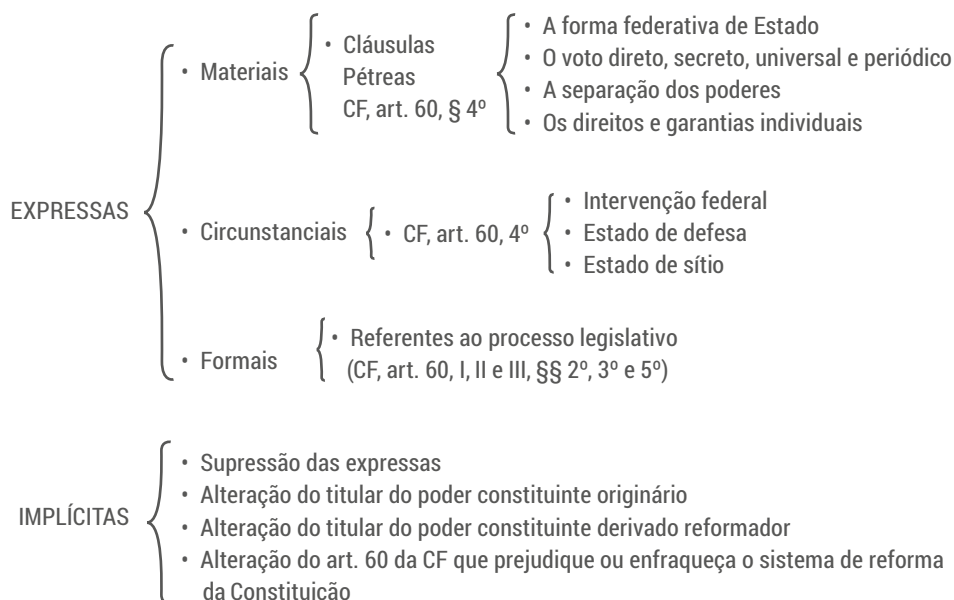 EXPRESSAS
• Materiais
• Cláusulas
Pétreas
CF, art. 60, § 4º
• A forma federativa de Estado
• O voto direto, secreto, universal e periódico
• A separação dos poderes
• Os direitos e garantias individuais
• Circunstanciais
• CF, art. 60, 4º
• Intervenção federal
• Estado de defesa
• Estado de sítio
• Formais
• Referentes ao processo legislativo
(CF, art. 60, I, II e III, §§ 2º, 3º e 5º)
IMPLÍCITAS
• Supressão das expressas
• Alteração do titular do poder constituinte originário
• Alteração do titular do poder constituinte derivado reformador
• Alteração do art. 60 da CF que prejudique ou enfraqueça o sistema de reforma
da Constituição